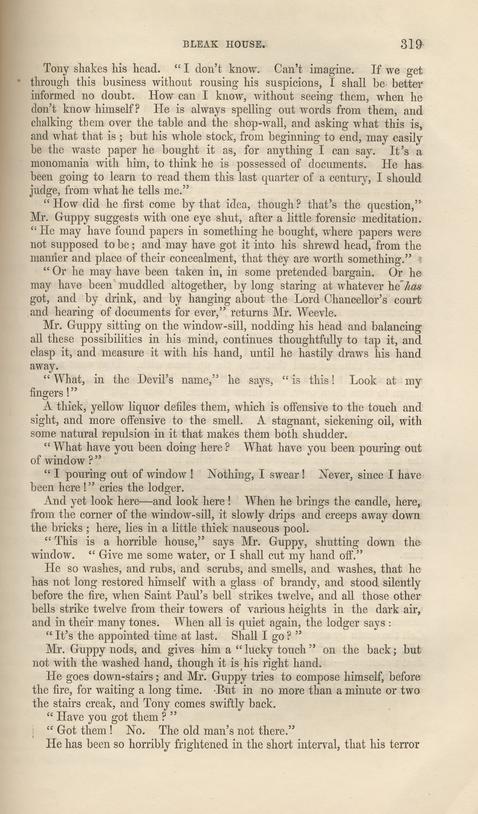 BLEAK HOUSE. 319
Tony shakes his head. “I don't know. Can't imagine. If we get
through this business without rousing his suspicions, I shall be better
informed no doubt. How can I know, without seeing them, when he
don't know himself? He is always spelling out words from them, and
chalking them over the table and the shop-wall, and asking what this is,
and what that is; but his whole stock, from beginning to end, may easily
be the waste paper he bought it as, for anything I can say. It's a
monomania with him, to think he is possessed of documents. He has
been going to learn to read them this last quarter of a century, I should
judge, from what he tells me.”
“How did he first come by that idea, though? that's the question,”
Mr. Guppy suggests with one eye shut, after a little forensic meditation.
“He may have found papers in something he bought, where papers were
not supposed to be; and may have got it into his shrewd head, from the
manner and place of their concealment, that they are worth something.”
“Or he may have been taken in, in some pretended bargain. Or he
may have been muddled altogether, by long staring at whatever he has
got, and by drink, and by hanging about the Lord Chancellor's court
and hearing of documents for ever,” returns Mr. Weevle.
Mr. Guppy sitting on the window-sill, nodding his head and balancing
all these possibilities in his mind, continues thoughtfully to tap it, and
clasp it, and measure it with his hand, until he hastily draws his hand
away.
“What, in the Devil's name,” he says, “is this! Look at my
fingers!”
A thick, yellow liquor defiles them, which is offensive to the touch and
sight, and more offensive to the smell. A stagnant, sickening oil, with
some natural repulsion in it that makes them both shudder.
“What have you been doing here? What have you been pouring out
of window?”
“I pouring out of window! Nothing, I swear! Never, since I have
been here!” cries the lodger.
And yet look here—and look here! When he brings the candle, here,
from the corner of the window-sill, it slowly drips and creeps away down
the bricks; here, lies in a little thick nauseous pool.
“This is a horrible house,” says Mr. Guppy, shutting down the
window. “Give me some water, or I shall cut my hand off.”
He so washes, and rubs, and scrubs, and smells, and washes, that he
has not long restored himself with a glass of brandy, and stood silently
before the fire, when Saint Paul's bell strikes twelve, and all those other
bells strike twelve from their towers of various heights in the dark air,
and in their many tones. When all is quiet again, the lodger says:
“It's the appointed time at last. Shall I go?”
Mr. Guppy nods, and gives him a “lucky touch” on the back; but
not with the washed hand, though it is his right hand.
He goes down-stairs; and Mr. Guppy tries to compose himself, before
the fire, for waiting a long time. But in no more than a minute or two
the stairs creak, and Tony comes swiftly back.
“Have you got them?”
“Got them! No. The old man's not there.”
He has been so horribly frightened in the short interval, that his terror